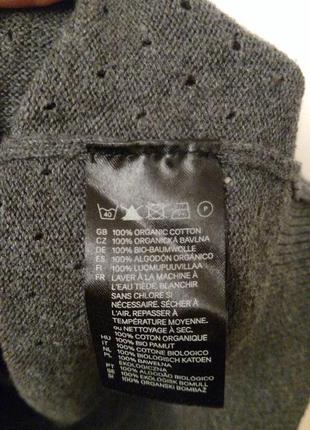 40 P
GB 100% ORGANIC COTTON
CZ 100% ORGANICKÁ BAVLNA
DE 100% BIO-BAUMWOLLE
ES 100% ALGODÓN ORGÁNICO
FI 100% LUOMUPUUVILLAA
FR LAVER À LA MACHINE À
L'EAU TIÈDE, BLANCHIR
SANS CHLORE SI
NÉCESSAIRE. SÉCHER À
L'AIR. REPASSER À
TEMPÉRATURE MOYENNE.
ou NETTOYAGE À SEC.
100% COTON ORGANIQUE
HU 100% BIO PAMUT
IT 100% COTONE BIOLOGICO
NL 100% BIOLOGISCH KATOEN
PL 100% BAWEŁNA
EKOLOGICZNA
PT 100% ALGODÃO BIOLÓGICO
SE 100% EKOLOGISK BOMULL
SI 100% ORGANSKI BOMBAŽ